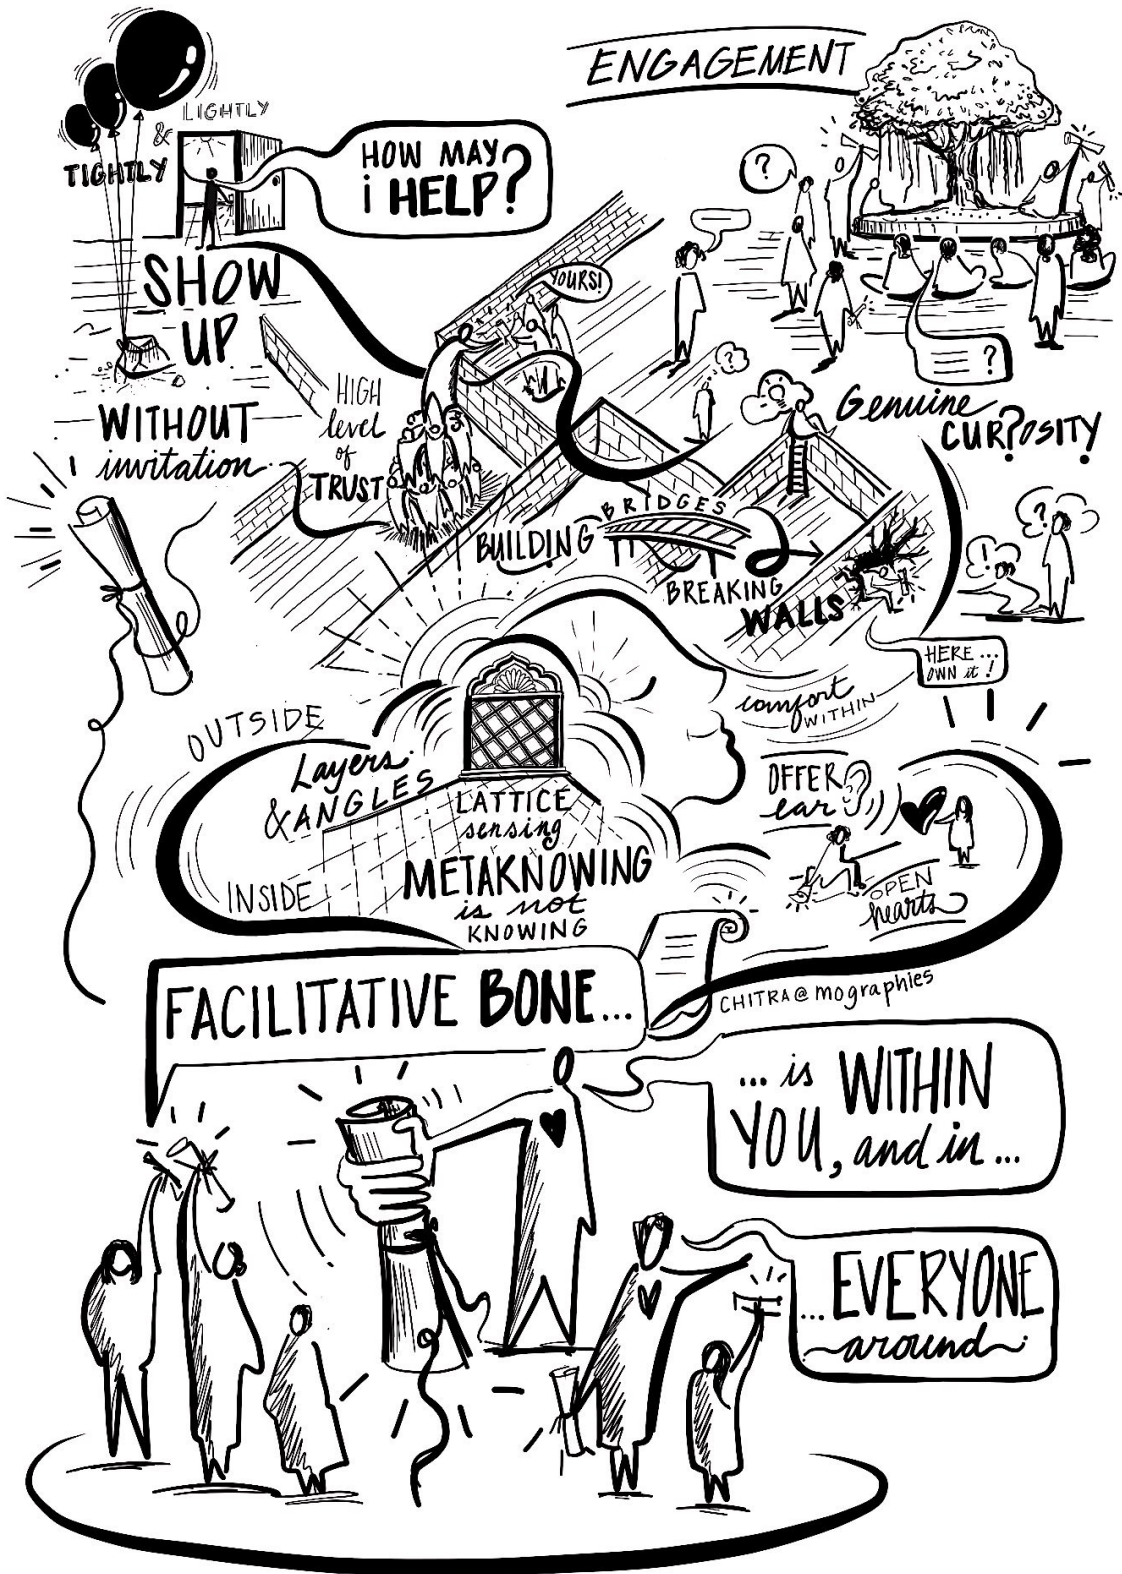 ENGAGEMENT
LIGHTLY
&
TIGHTLY
HOW MAY
i HELP?
SHOW
UP
WITHOUT
invitation
HIGH
level
of
TRUST
YOURS!
?
?
?
Genuine
CUR?OSITY
BUILDING
BRIDGES
BREAKING
WALLS
?
!
HERE...
OWN it!
comfort
WITHIN
OUTSIDE
Layers
& ANGLES
INSIDE
LATTICE
sensing
METAKNOWING
is not
KNOWING
OFFER
ear
OPEN
hearts
CHITRA@mographies
FACILITATIVE BONE...
...is WITHIN
YOU, and in...
...EVERYONE
around